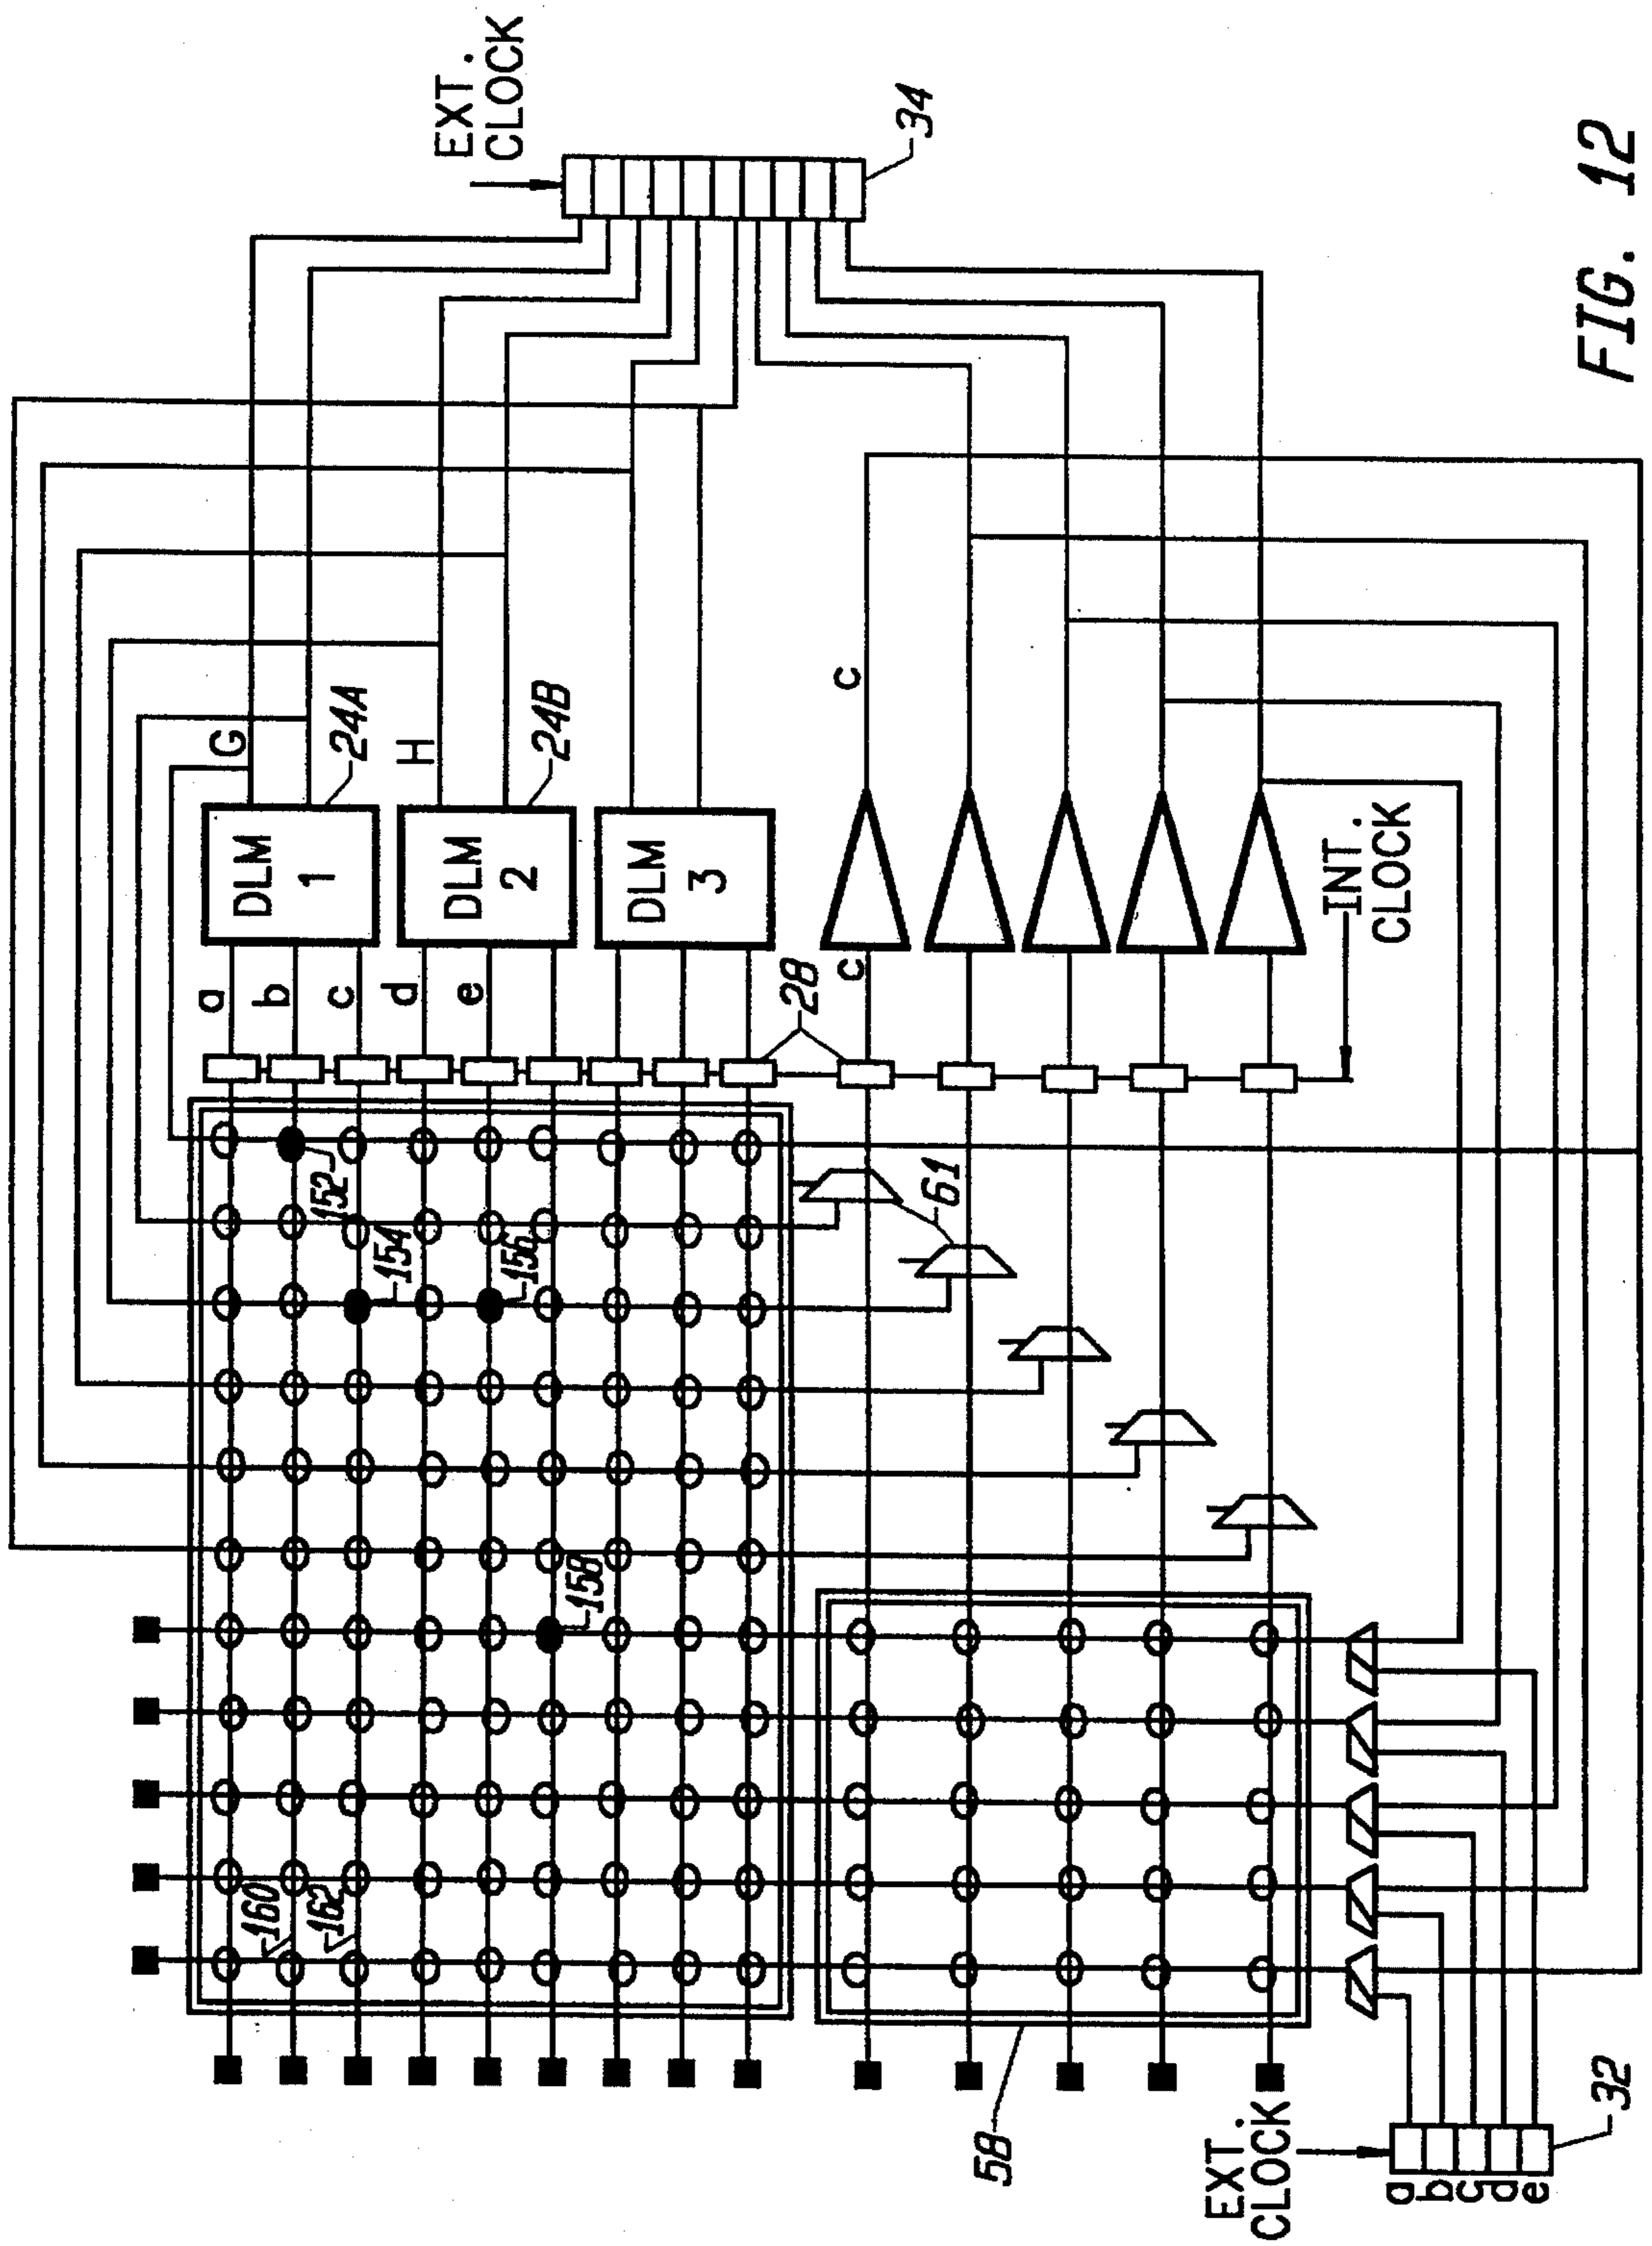 EXT.
CLOCK
34
FIG. 12
G
24A
H
24B
DLM
1
DLM
2
DLM
3
c
a
b
c
d
e
c
28
INT.
CLOCK
152
154
156
61
158
160
162
58
EXT.
CLOCK
a
b
c
d
e
32